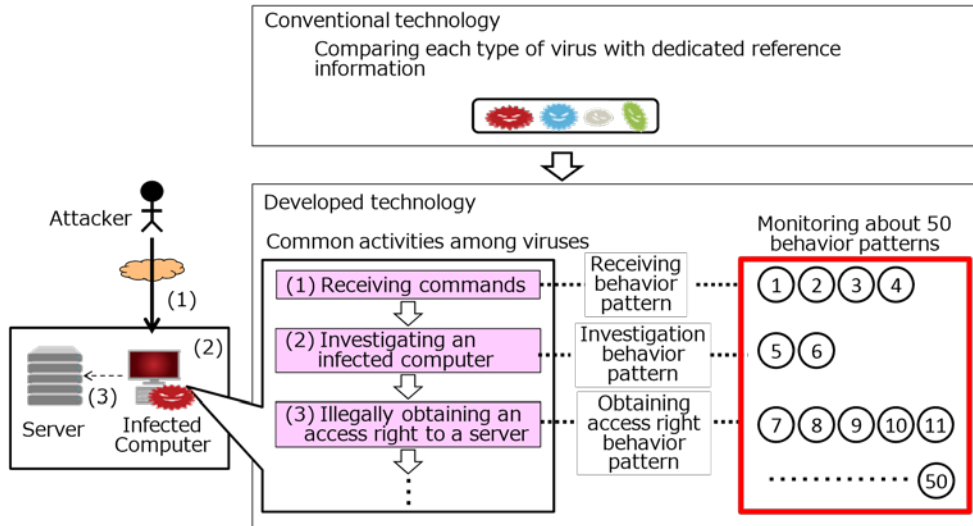 Conventional technology
Comparing each type of virus with dedicated reference
information
Attacker
(1)
(2)
(3)
Server
Infected
Computer
Developed technology
Common activities among viruses
(1) Receiving commands
(2) Investigating an
infected computer
(3) Illegally obtaining an
access right to a server
Receiving
behavior
pattern
Investigation
behavior
pattern
Obtaining
access right
behavior
pattern
Monitoring about 50
behavior patterns
1 2 3 4
5 6
7 8 9 10 11
50